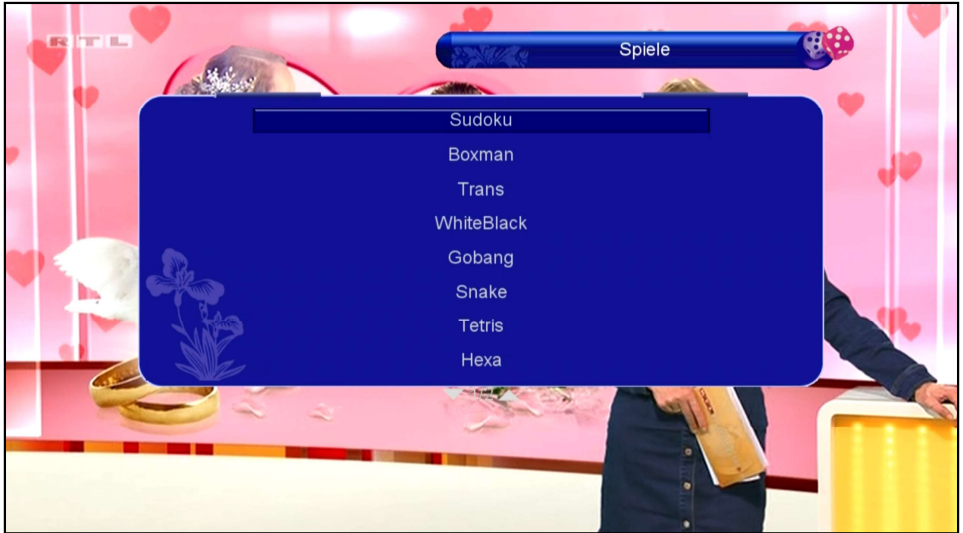 RTL
Spiele
Sudoku
Boxman
Trans
WhiteBlack
Gobang
Snake
Tetris
Hexa